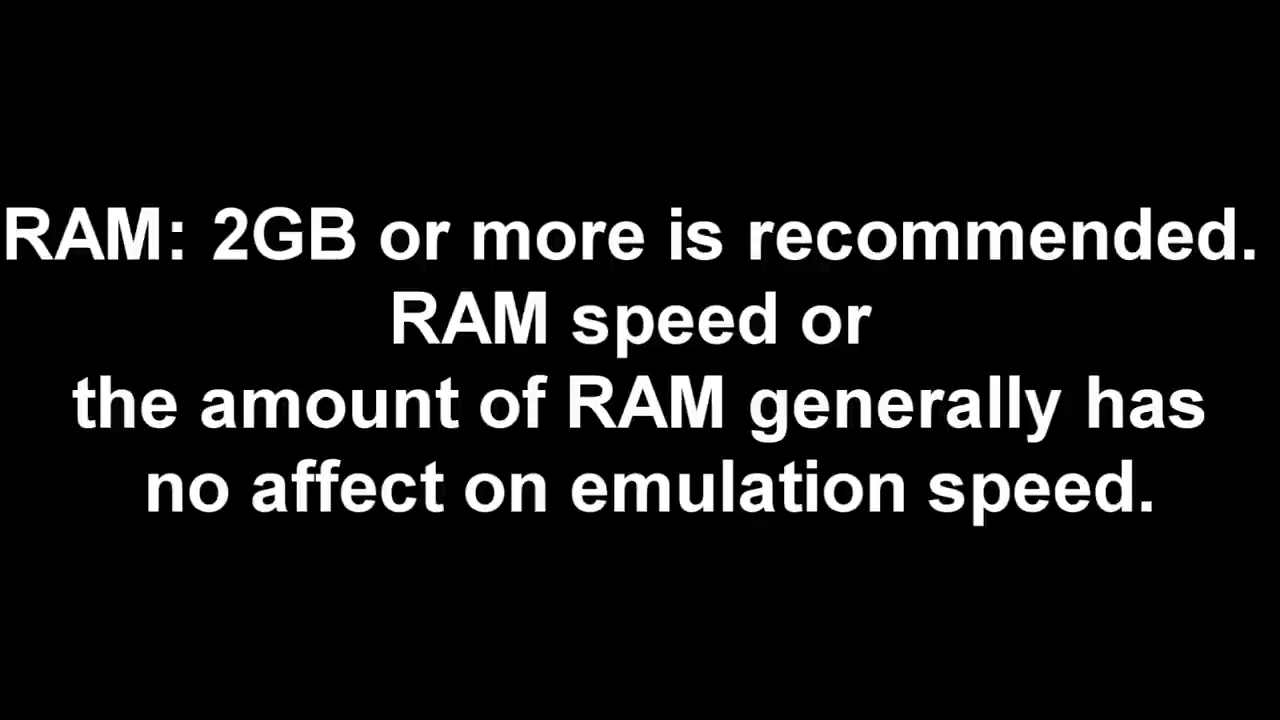 RAM: 2GB or more is recommended.
RAM speed or
the amount of RAM generally has
no affect on emulation speed.